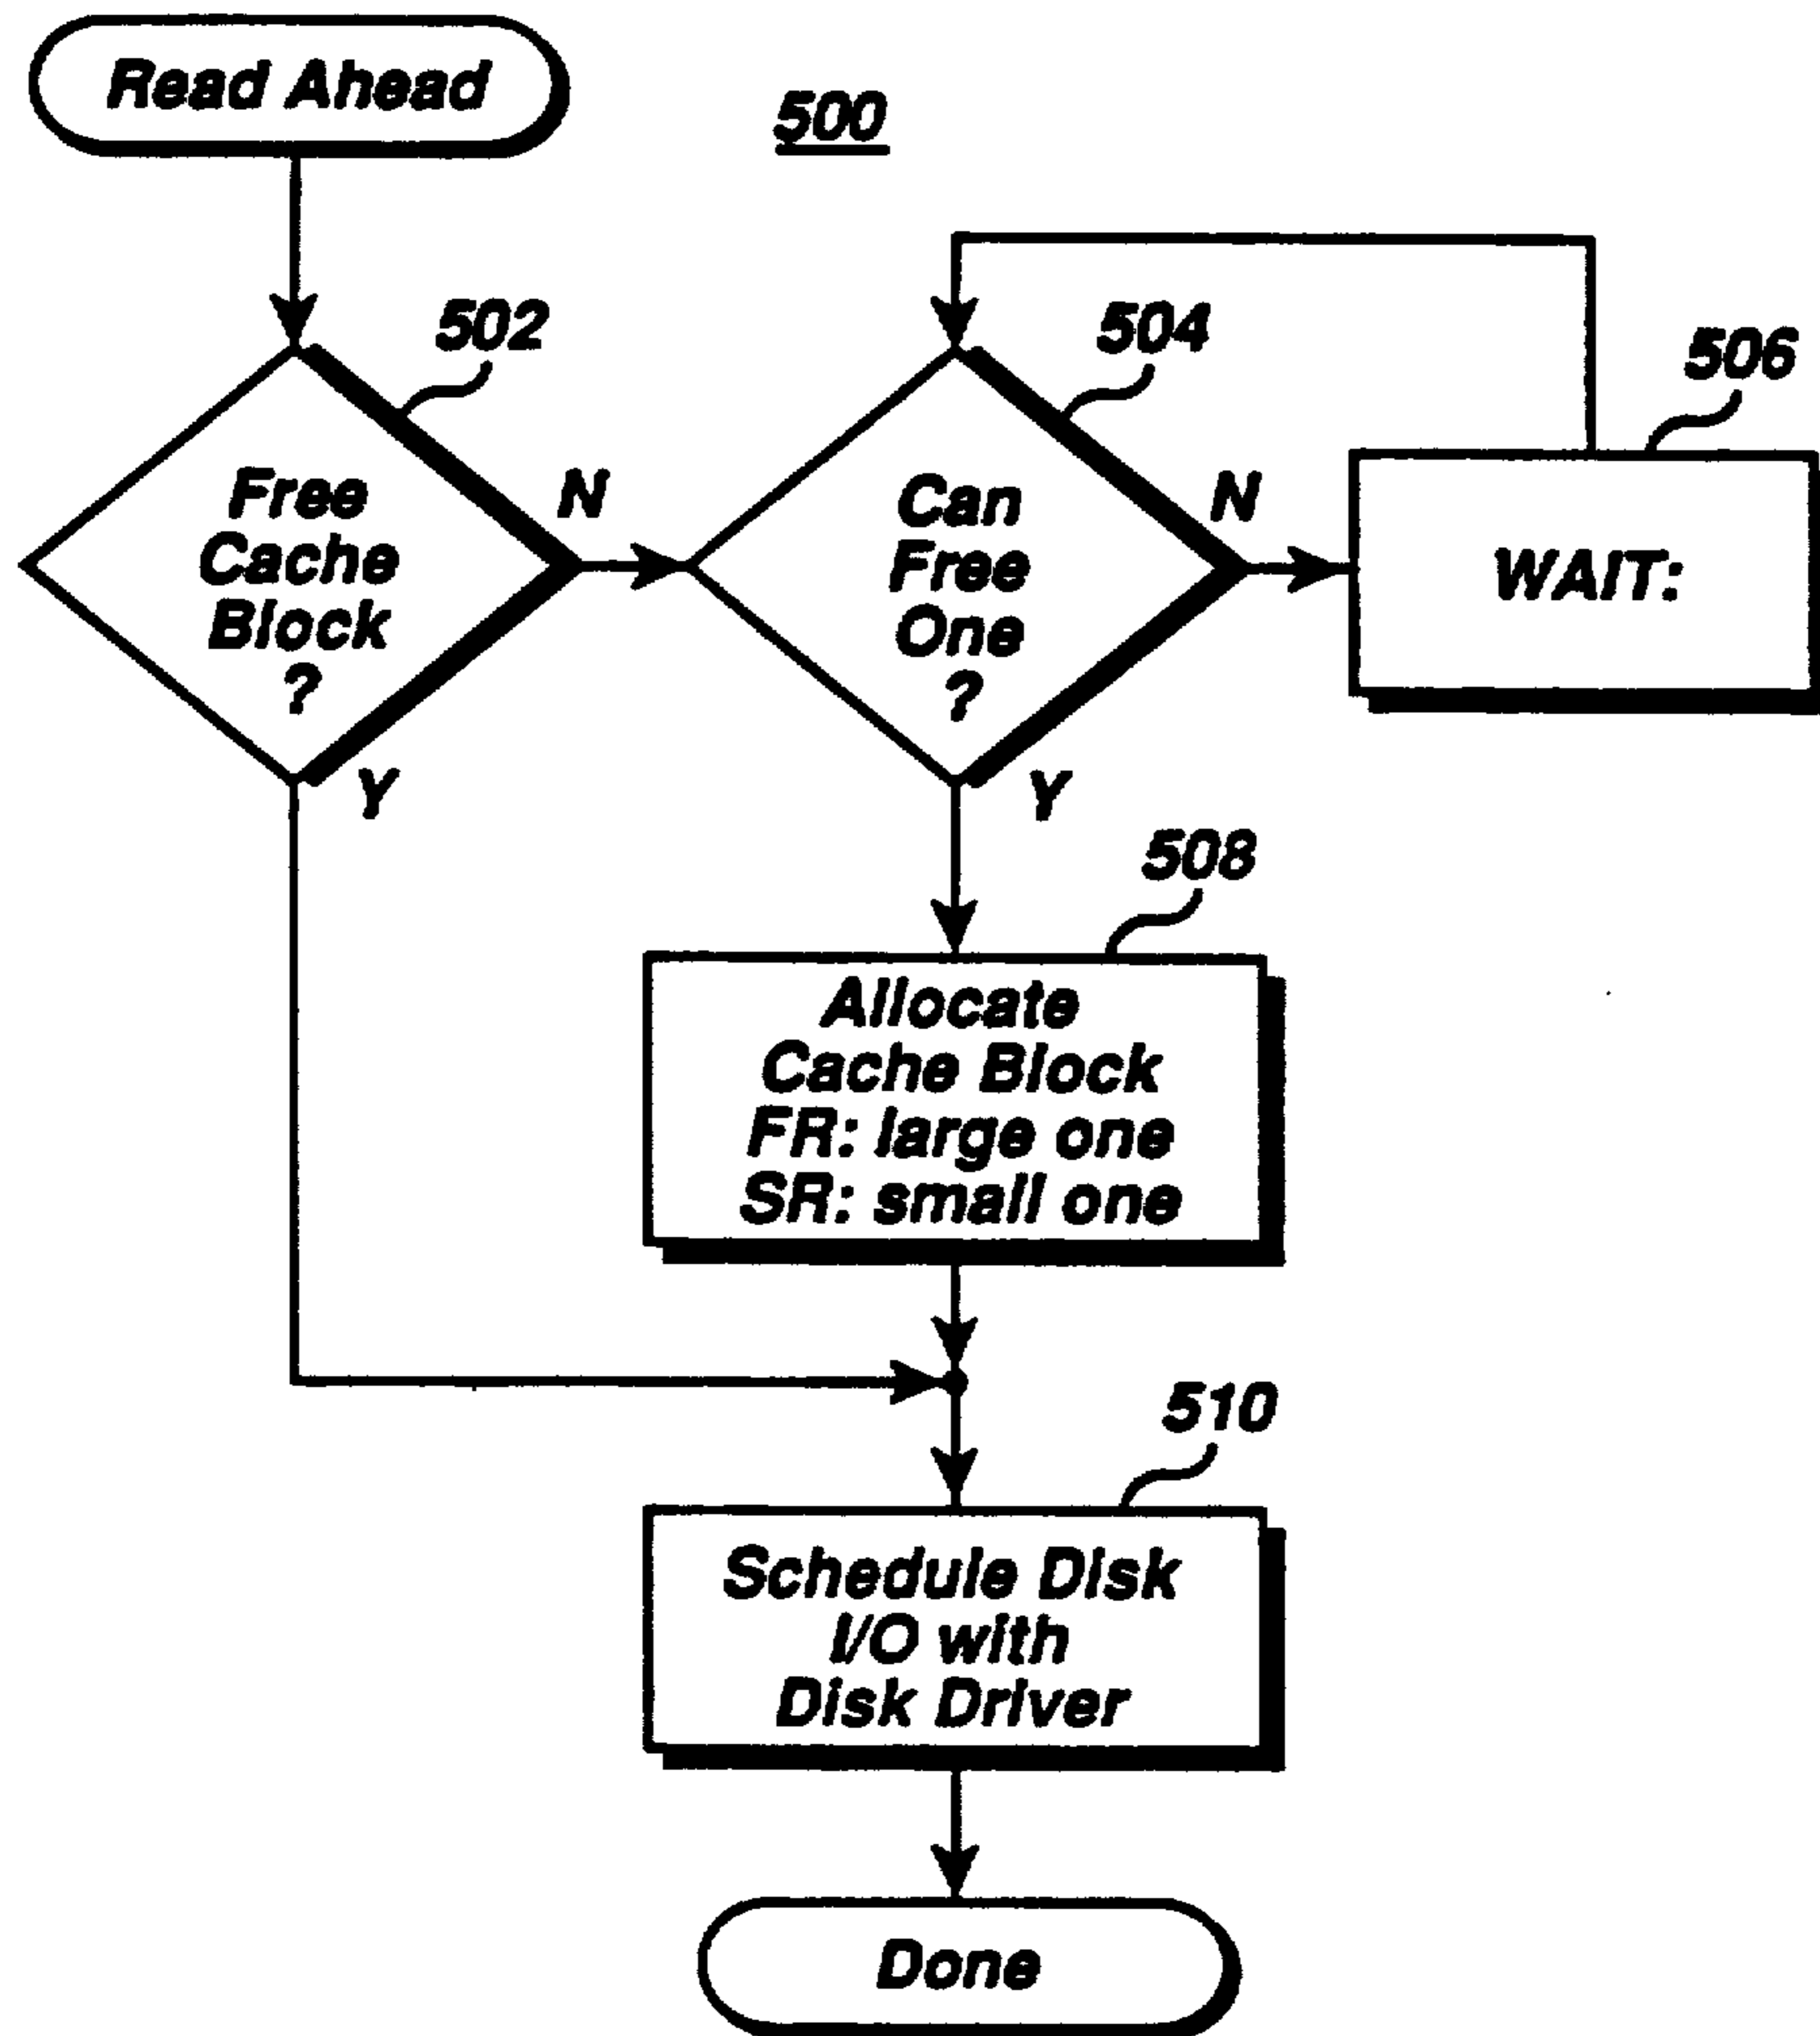 Read Ahead
500
502
504
506
Free
Cache
Block
?
N
Can
Free
One
?
N
WAIT:
Y
Y
508
Allocate
Cache Block
FR: large one
SR: small one
510
Schedule Disk
I/O with
Disk Driver
Done